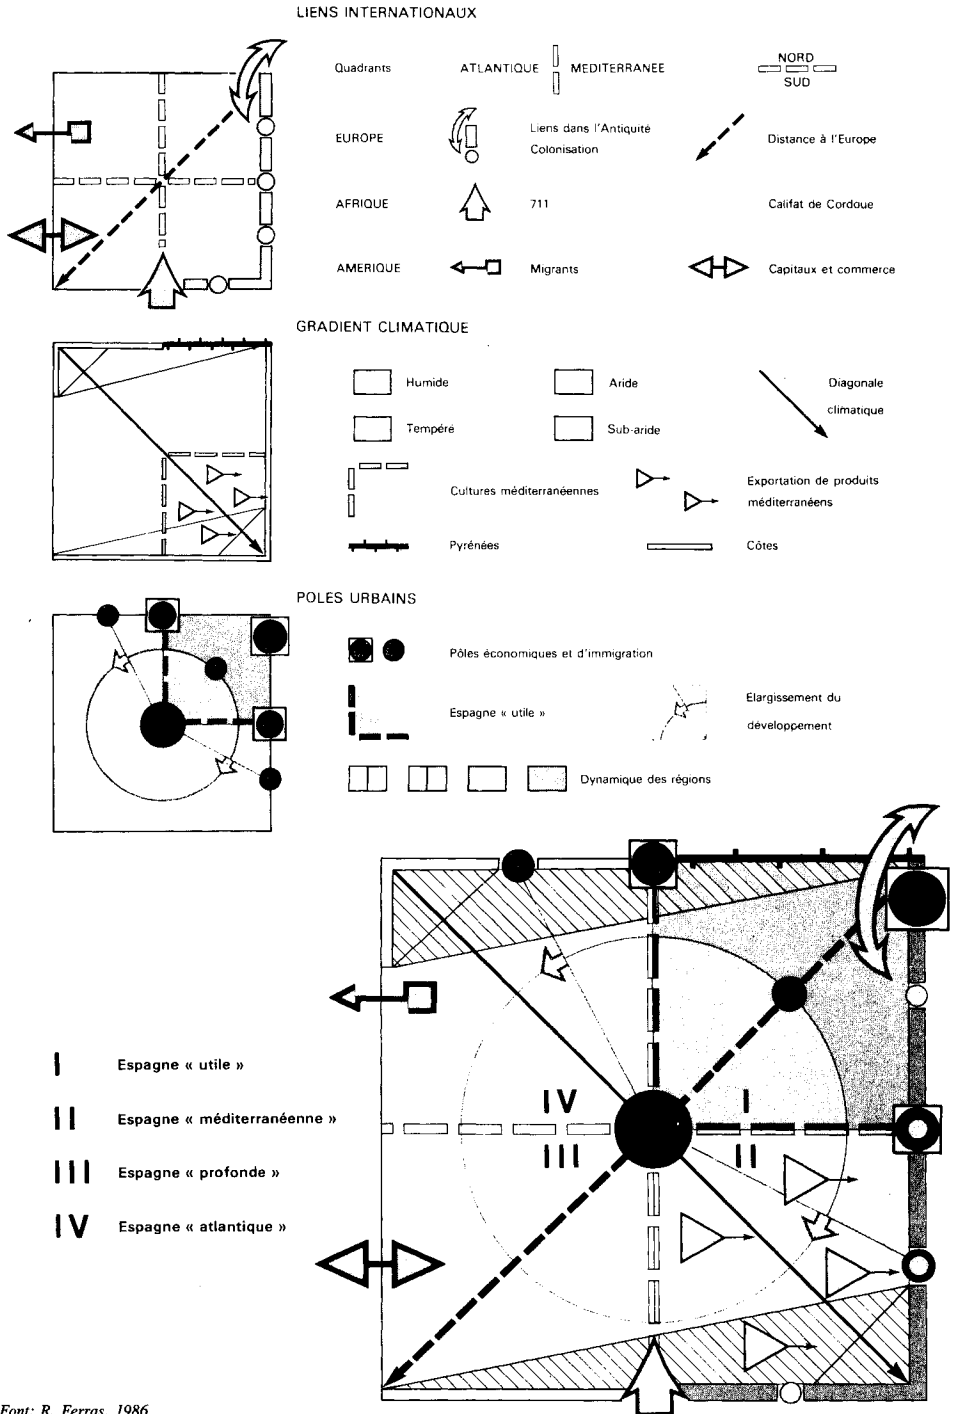 LIENS INTERNATIONAUX
Quadrants ATLANTIQUE MEDITERRANEE NORD
SUD
EUROPE Liens dans l'Antiquité
Colonisation Distance à l'Europe
AFRIQUE 711 Califat de Cordoue
AMERIQUE Migrants Capitaux et commerce
GRADIENT CLIMATIQUE
Humide Aride Diagonale
climatique
Tempéré Sub-aride
Cultures méditerranéennes Exportation de produits
méditerranéens
Pyrénées Côtes
POLES URBAINS
Pôles économiques et d'immigration
Espagne « utile » Elargissement du
développement
Dynamique des régions
I Espagne « utile »
II Espagne « méditerranéenne »
III Espagne « profonde »
IV Espagne « atlantique »
IV I
III II
Font: R. Ferras, 1986